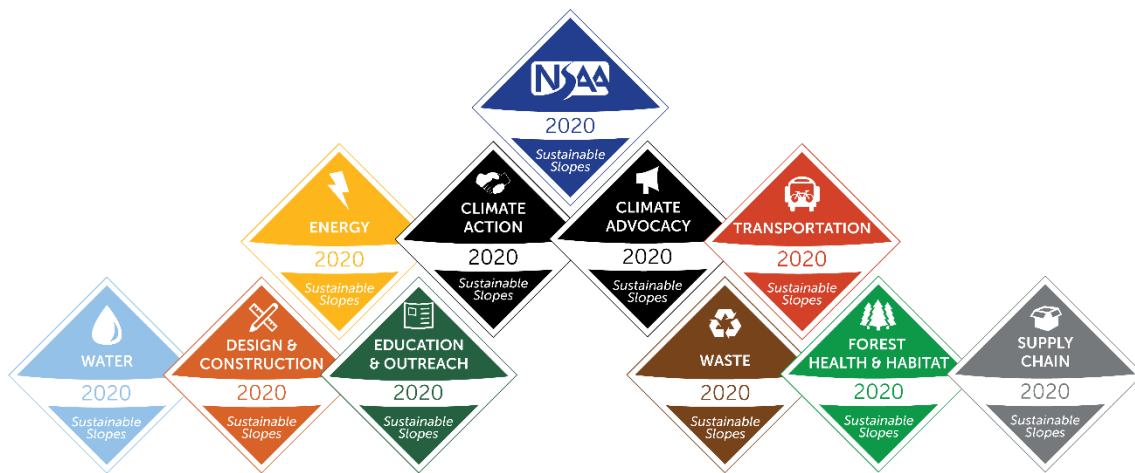 NSAA
2020
Sustainable
Slopes
ENERGY
2020
Sustainable
Slopes
CLIMATE
ACTION
2020
Sustainable
Slopes
CLIMATE
ADVOCACY
2020
Sustainable
Slopes
TRANSPORTATION
2020
Sustainable
Slopes
WATER
2020
Sustainable
Slopes
DESIGN &
CONSTRUCTION
2020
Sustainable
Slopes
EDUCATION
& OUTREACH
2020
Sustainable
Slopes
WASTE
2020
Sustainable
Slopes
FOREST
HEALTH & HABITAT
2020
Sustainable
Slopes
SUPPLY
CHAIN
2020
Sustainable
Slopes